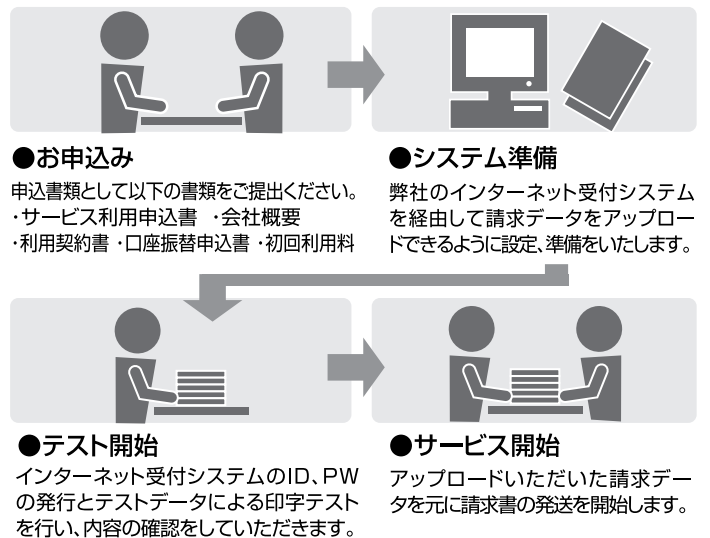 ●お申込み
申込書類として以下の書類をご提出ください。
・サービス利用申込書 ・会社概要
・利用契約書 ・口座振替申込書 ・初回利用料
●システム準備
弊社のインターネット受付システム
を経由して請求データをアップロー
ドできるように設定、準備をいたします。
●テスト開始
インターネット受付システムのID、PW
の発行とテストデータによる印字テスト
を行い、内容の確認をしていただきます。
●サービス開始
アップロードいただいた請求デー
タを元に請求書の発送を開始します。